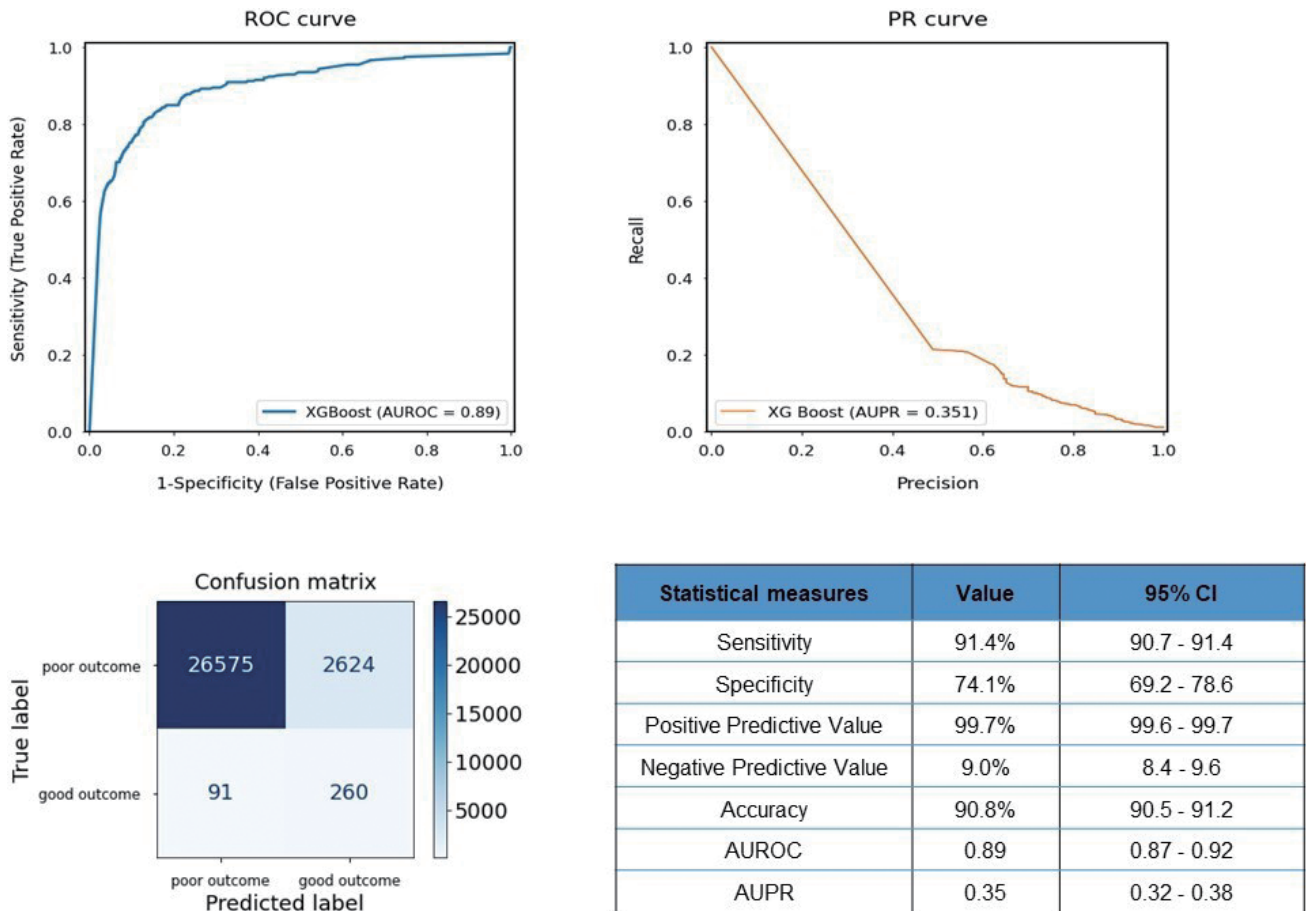 ROC curve
1.0
0.8
0.6
0.4
0.2
0.0
Sensitivity (True Positive Rate)
XGBoost (AUROC = 0.89)
0.0 0.2 0.4 0.6 0.8 1.0
1-Specificity (False Positive Rate)
PR curve
1.0
0.8
0.6
0.4
0.2
0.0
Recall
XG Boost (AUPR = 0.351)
0.0 0.2 0.4 0.6 0.8 1.0
Precision
Confusion matrix
True label
poor outcome 26575 2624
good outcome 91 260
poor outcome good outcome
Predicted label
25000
20000
15000
10000
5000
Statistical measures Value 95% CI
Sensitivity 91.4% 90.7 - 91.4
Specificity 74.1% 69.2 - 78.6
Positive Predictive Value 99.7% 99.6 - 99.7
Negative Predictive Value 9.0% 8.4 - 9.6
Accuracy 90.8% 90.5 - 91.2
AUROC 0.89 0.87 - 0.92
AUPR 0.35 0.32 - 0.38